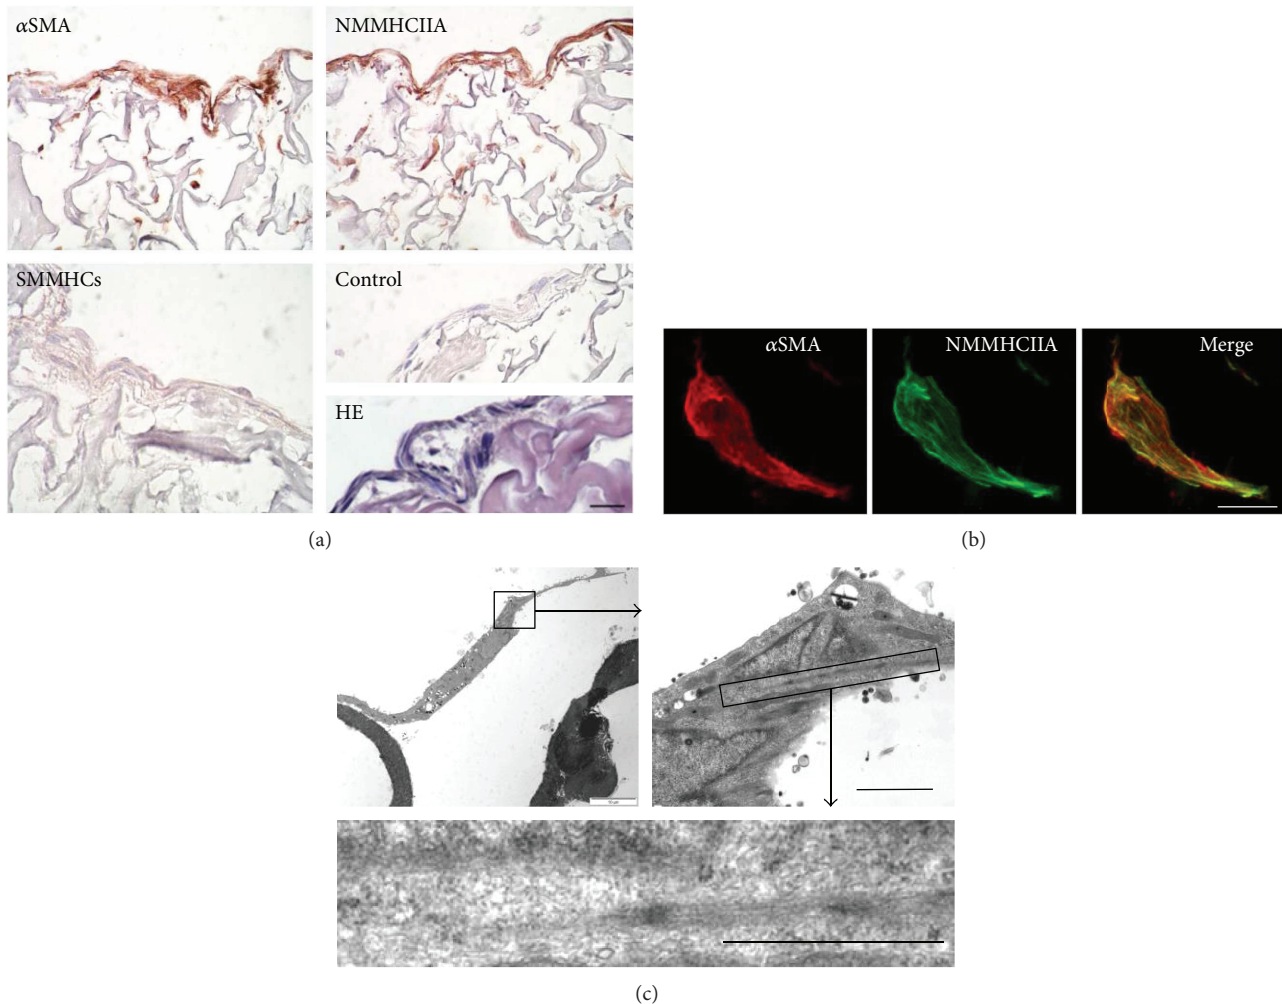 αSMA
NMMHCIIA
SMMHCs
Control
HE
(a)
αSMA
NMMHCIIA
Merge
(b)
(c)